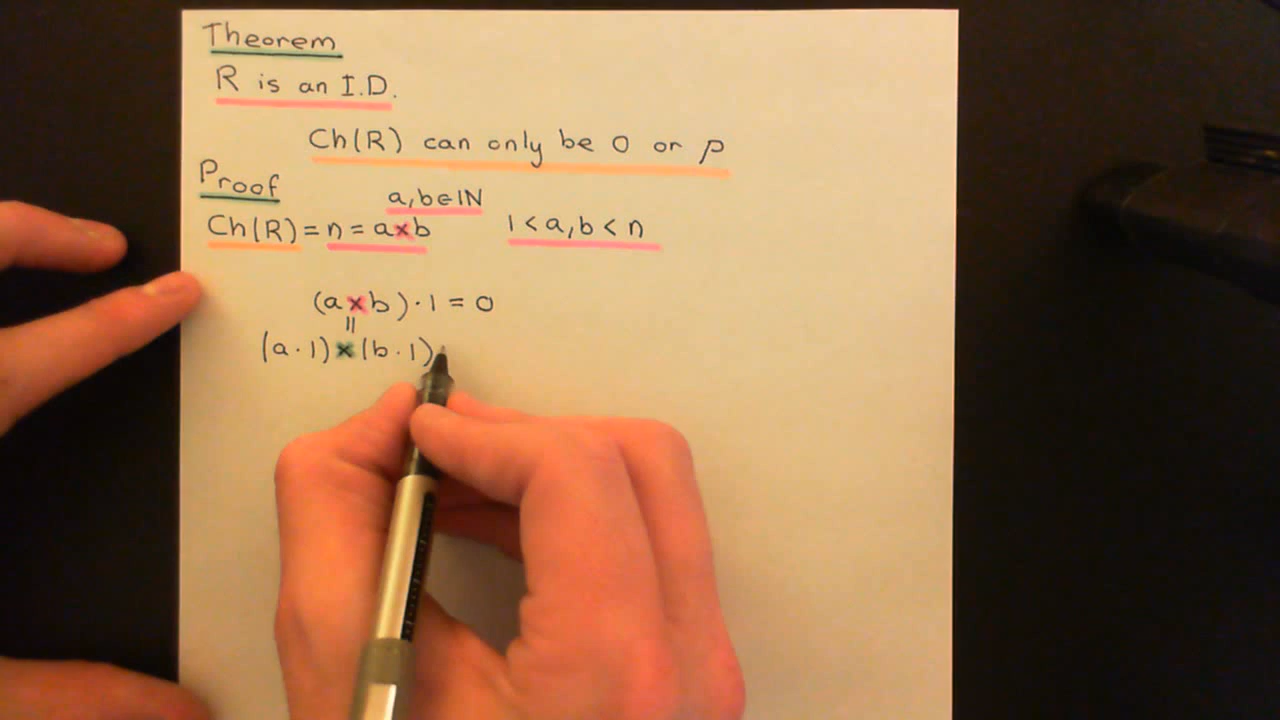 Theorem
R is an I.D.
Ch(R) can only be 0 or p
Proof
a,b∈ℕ
Ch(R) = n = a×b 1 < a,b < n
(a×b)·1 = 0
||
(a·1)×(b·1)